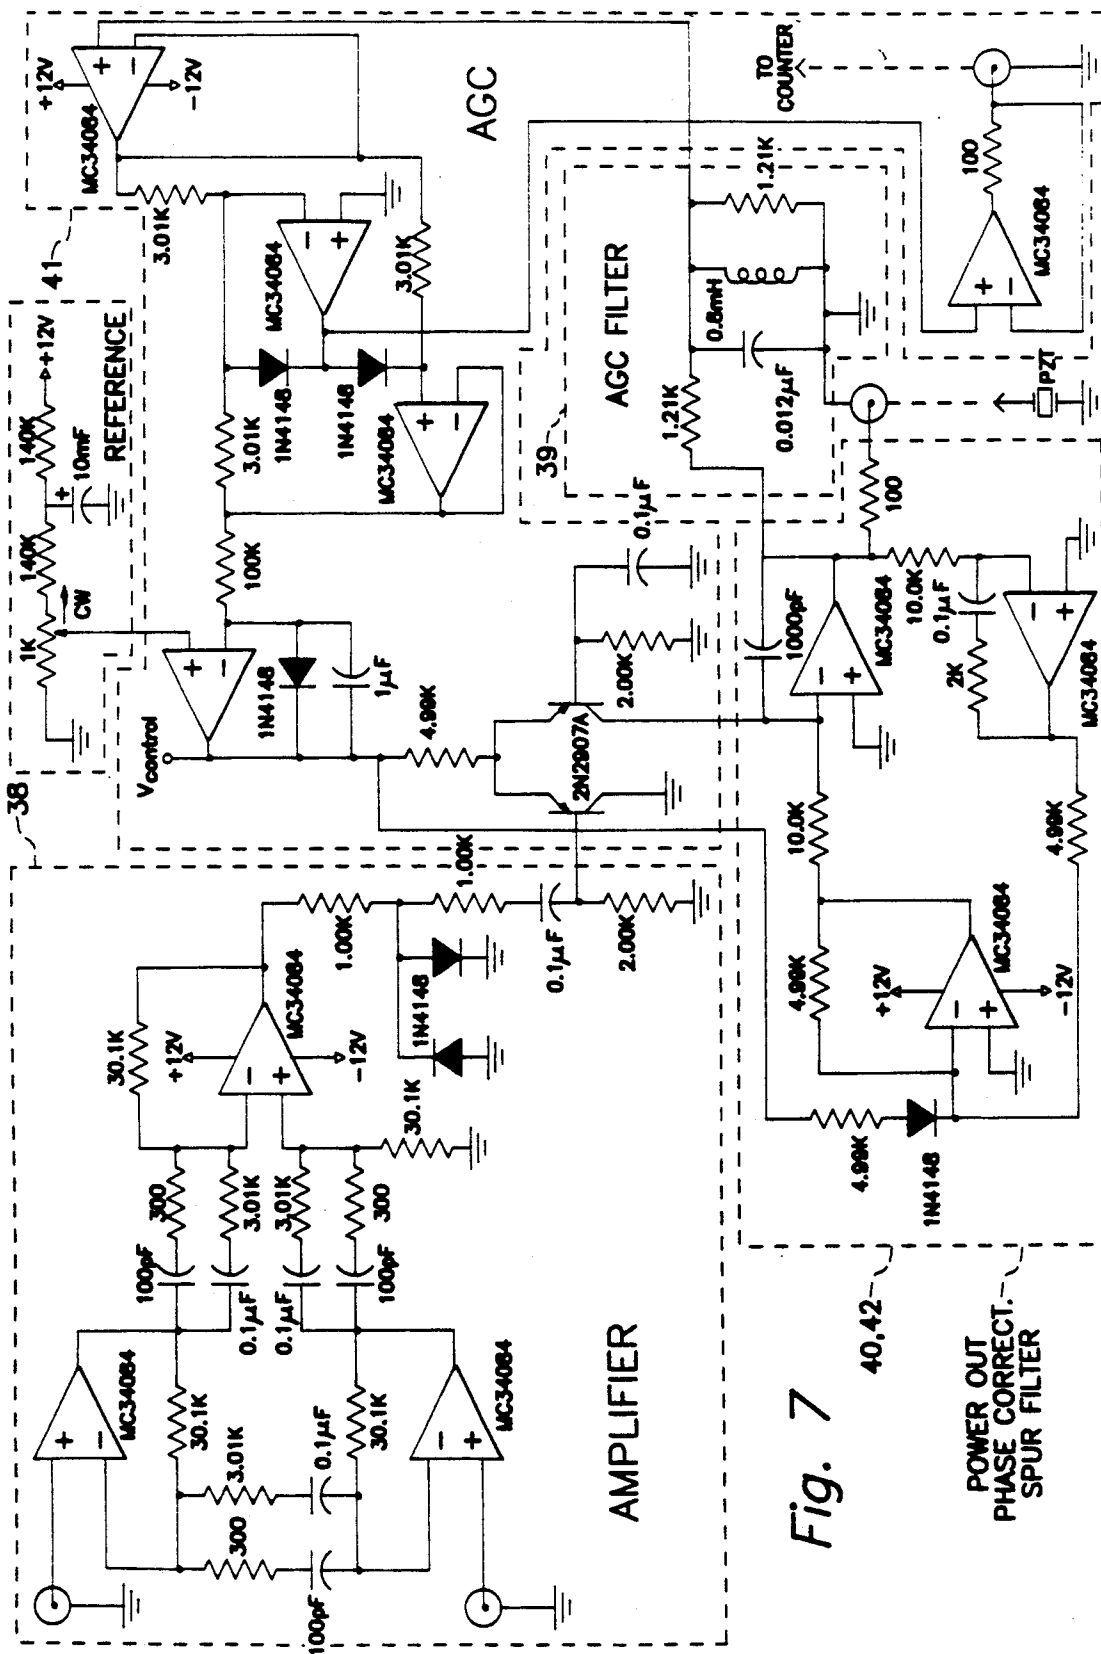 38
1K
140K
140K
+12V
CW
10mF
REFERENCE
41
+12V
MC34084
-12V
3.01K
AGC
Vcontrol
1N4148
1µF
100K
3.01K
1N4148
1N4148
MC34084
MC34084
3.01K
4.99K
2N2907A
2.00K
0.1µF
39
AGC FILTER
1.21K
0.012µF
0.6mH
1.21K
TO
COUNTER
100
MC34084
PZT
100
1000pF
MC34084
10.0K
0.1µF
2K
MC34084
10.0K
4.99K
+12V
MC34084
-12V
4.99K
4.99K
1N4148
40,42
POWER OUT
PHASE CORRECT.
SPUR FILTER
AMPLIFIER
MC34084
30.1K
3.01K
300
0.1µF
100pF
30.1K
MC34084
100pF
300
0.1µF
3.01K
0.1µF
3.01K
100pF
300
30.1K
+12V
MC34084
-12V
30.1K
1.00K
1N4148
1.00K
0.1µF
2.00K
Fig. 7